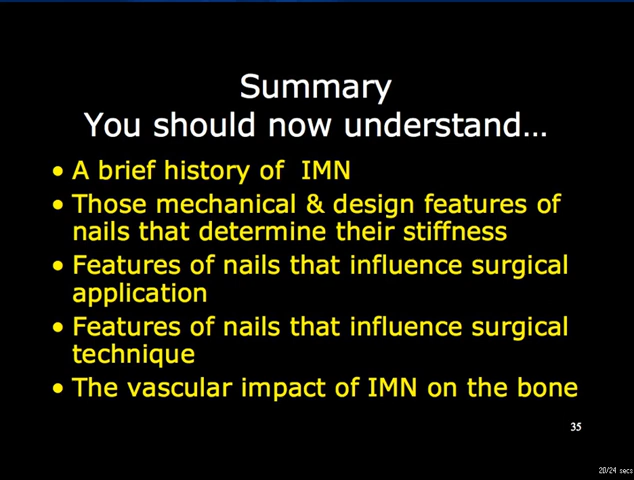 Summary
You should now understand…
• A brief history of  IMN
• Those mechanical & design features of
nails that determine their stiffness
• Features of nails that influence surgical
application
• Features of nails that influence surgical
technique
• The vascular impact of IMN on the bone
35
20/24 secs